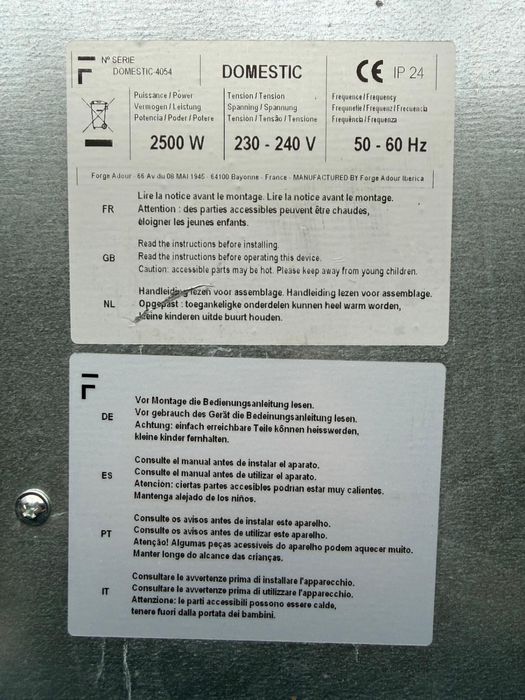 Nº SÉRIE
DOMESTIC-4054
DOMESTIC
CE IP 24
Puissance / Power
Vermogen / Leistung
Potencia / Poder / Potere
2500 W
Tension / Tension
Spanning / Spannung
Tensión / Tensão / Tensione
230 - 240 V
Frequence / Frequency
Frequnelie / Frequenz / Frecuencia
Frequência / Frequenza
50 - 60 Hz
Forge Adour - 66 Av du 08 MAI 1945 - 64100 Bayonne - France - MANUFACTURED BY Forge Adour Iberica
FR
Lire la notice avant le montage. Lire la notice avant le montage.
Attention : des parties accessibles peuvent être chaudes,
éloigner les jeunes enfants.
GB
Read the instructions before installing.
Read the instructions before operating this device.
Caution: accessible parts may be hot. Please keep away from young children.
NL
Handleiding lezen voor assemblage. Handleiding lezen voor assemblage.
Opgepast : toegankelijke onderdelen kunnen heel warm worden,
kleine kinderen uitde buurt houden.
DE
Vor Montage die Bedienungsanleitung lesen.
Vor gebrauch des Gerät die Bedeinungsanleitung lesen.
Achtung: einfach erreichbare Teile können heisswerden,
kleine kinder fernhalten.
ES
Consulte el manual antes de instalar el aparato.
Consulte el manual antes de utilizar el aparato.
Atención: ciertas partes accesibles podrían estar muy calientes.
Mantenga alejado de los niños.
PT
Consulte os avisos antes de instalar este aparelho.
Consulte os avisos antes de utilizar este aparelho.
Atenção! Algumas peças acessíveis do aparelho podem aquecer muito.
Manter longe do alcance das crianças.
IT
Consultare le avvertenze prima di installare l'apparecchio.
Consultare le avvertenze prima di utilizzare l'apparecchio.
Attenzione: le parti accessibili possono essere calde,
tenere fuori dalla portata dei bambini.